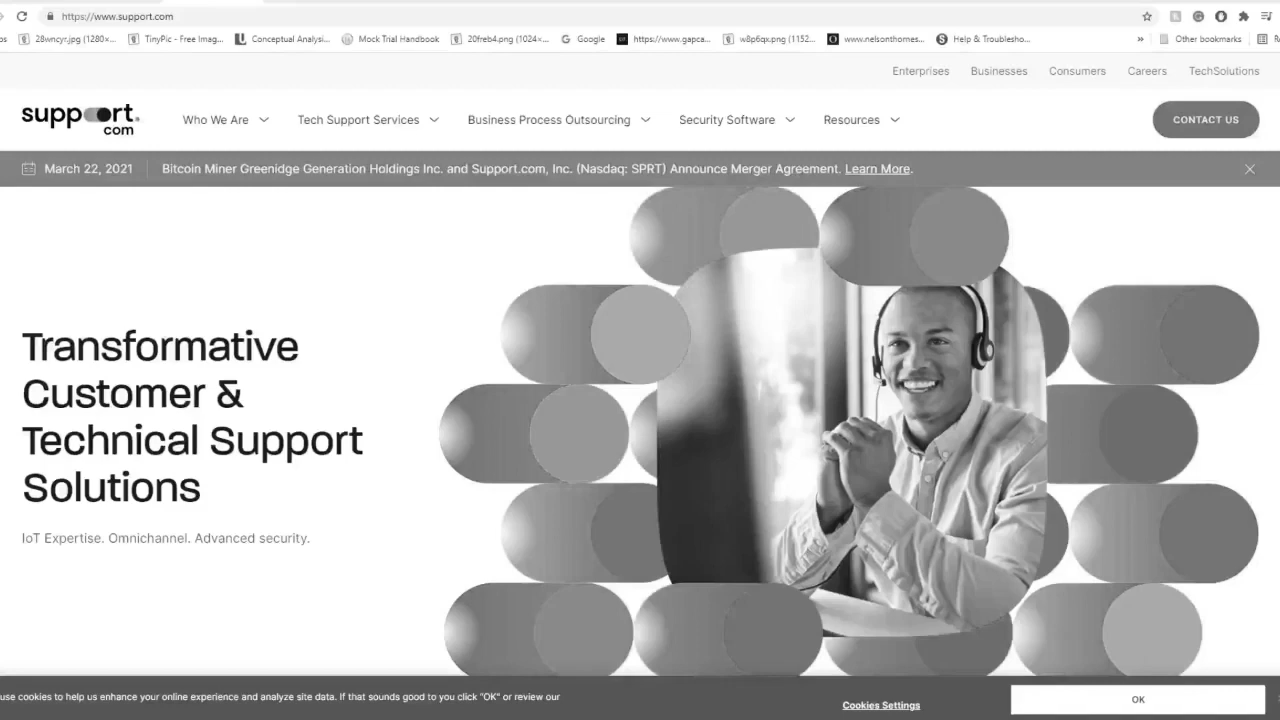 https://www.support.com
28wncyr.jpg (1280×...
TinyPic - Free Imag...
Conceptual Analysi...
Mock Trial Handbook
20freb4.png (1024×...
Google
https://www.gapca...
w8p6qx.png (1152...
www.nelsonthornes...
Help & Troublesho...
»
Other bookmarks
Enterprises
Businesses
Consumers
Careers
TechSolutions
support.com
Who We Are
Tech Support Services
Business Process Outsourcing
Security Software
Resources
CONTACT US
March 22, 2021
Bitcoin Miner Greenidge Generation Holdings Inc. and Support.com, Inc. (Nasdaq: SPRT) Announce Merger Agreement. Learn More.
Transformative
Customer &
Technical Support
Solutions
IoT Expertise. Omnichannel. Advanced security.
use cookies to help us enhance your online experience and analyze site data. If that sounds good to you click "OK" or review our
Cookies Settings
OK